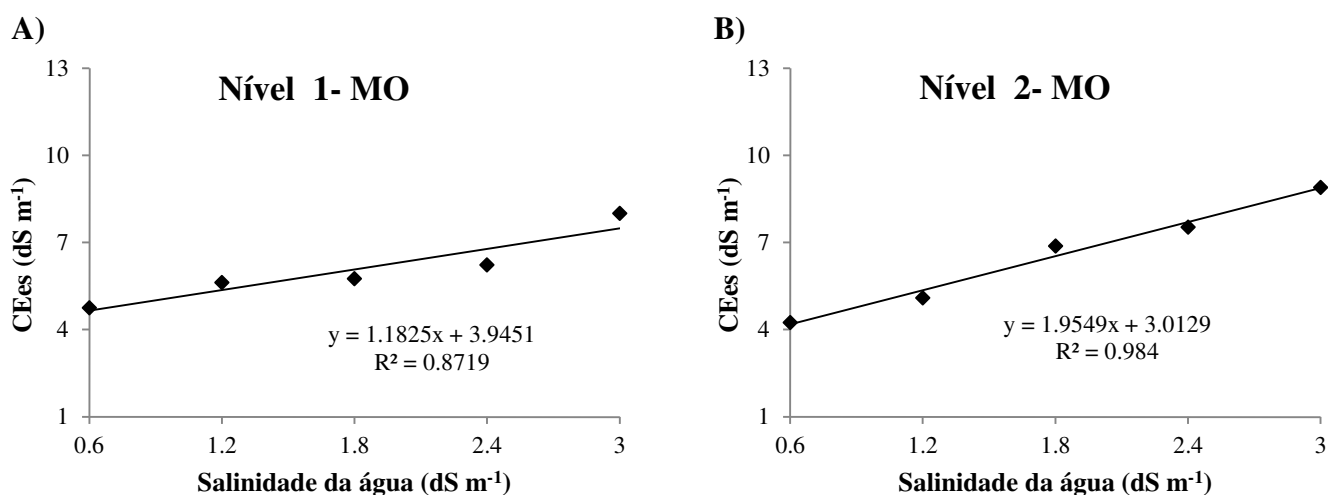 A)
Nível 1- MO
13
10
7
4
1
CEes (dS m⁻¹)
y = 1.1825x + 3.9451
R² = 0.8719
0.6 1.2 1.8 2.4 3
Salinidade da água (dS m⁻¹)
B)
Nível 2- MO
13
10
7
4
1
CEes (dS m⁻¹)
y = 1.9549x + 3.0129
R² = 0.984
0.6 1.2 1.8 2.4 3
Salinidade da água (dS m⁻¹)